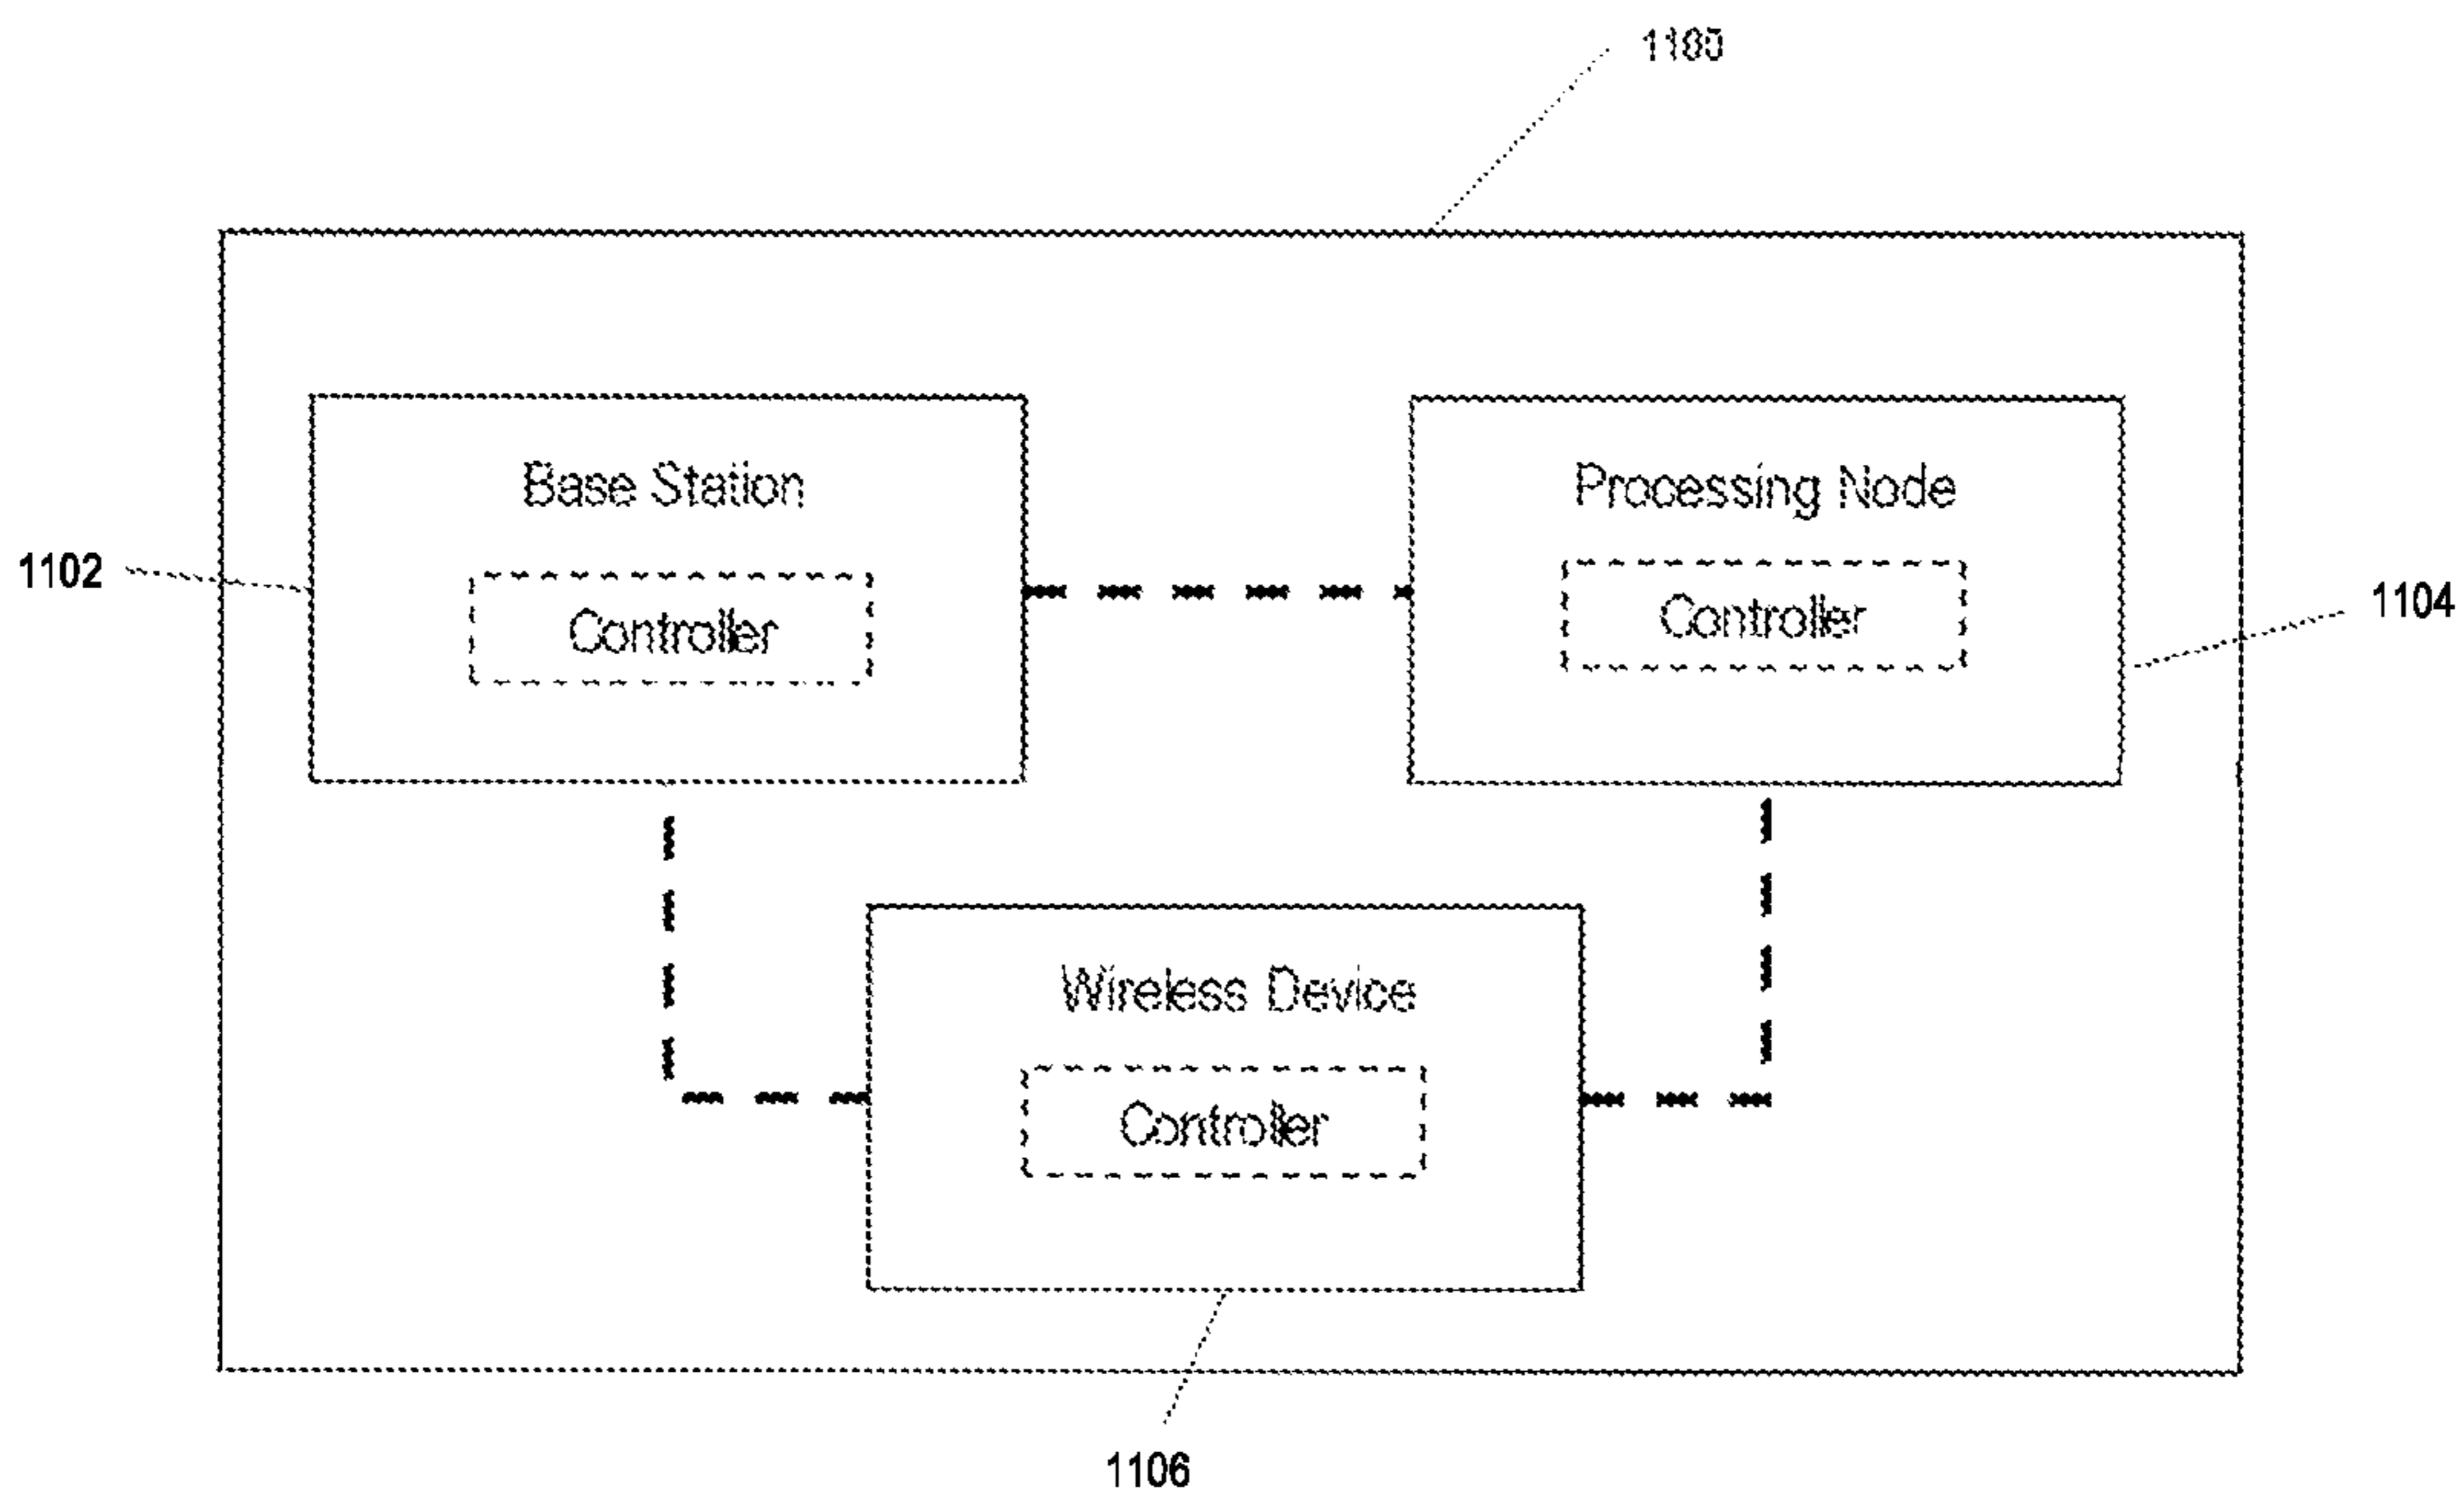 1100
Base Station
Processing Node
1102
Controller
Controller
1104
Wireless Device
Controller
1106